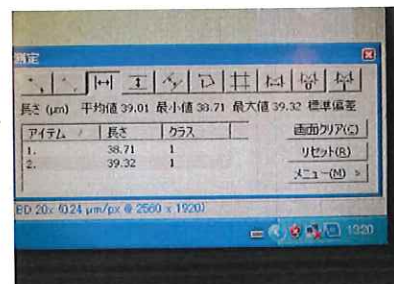 測定
長さ (μm) 平均値 39.01 最小値 38.71 最大値 39.32 標準偏差
アイテム / 長さ クラス
1. 38.71 1
2. 39.32 1
画面クリア(C)
リセット(R)
メニュー(M) »
BD 20x (0.24 μm/px @ 2560 x 1920)
1920